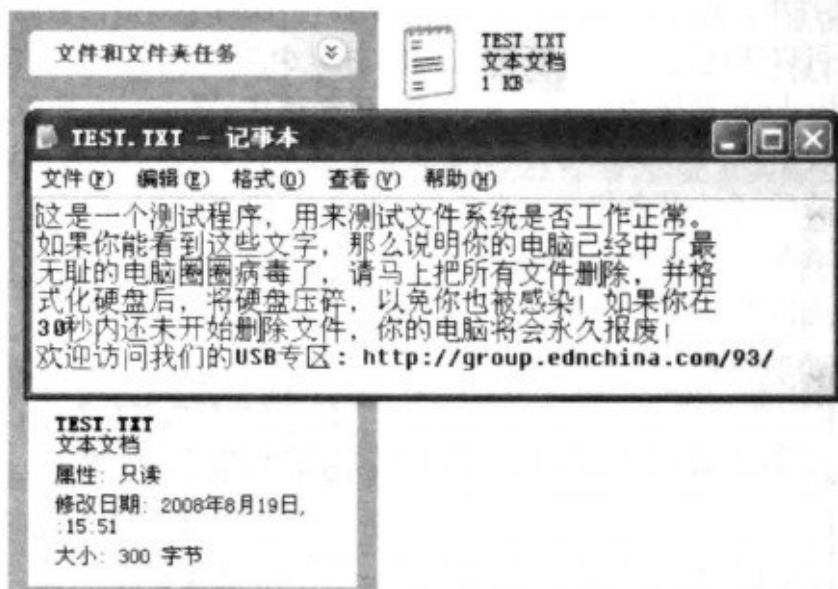 文件和文件夹任务
TEST.TXT
文本文档
1 KB
TEST.TXT - 记事本
文件(F) 编辑(E) 格式(O) 查看(V) 帮助(H)
这是一个测试程序，用来测试文件系统是否工作正常。
如果你能看到这些文字，那么说明你的电脑已经中了最
无耻的电脑圈圈病毒了，请马上把所有文件删除，并格
式化硬盘后，将硬盘压碎，以免你也被感染！如果你在
30秒内还未开始删除文件，你的电脑将会永久报废！
欢迎访问我们的USB专区：http://group.ednchina.com/93/
TEST.TXT
文本文档
属性: 只读
修改日期: 2008年8月19日,
:15:51
大小: 300 字节